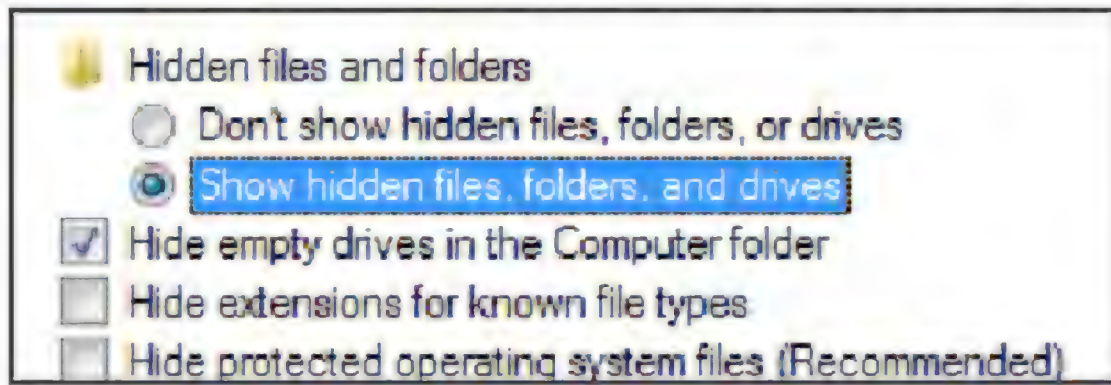 Hidden files and folders
Don't show hidden files, folders, or drives
Show hidden files, folders, and drives
Hide empty drives in the Computer folder
Hide extensions for known file types
Hide protected operating system files (Recommended)